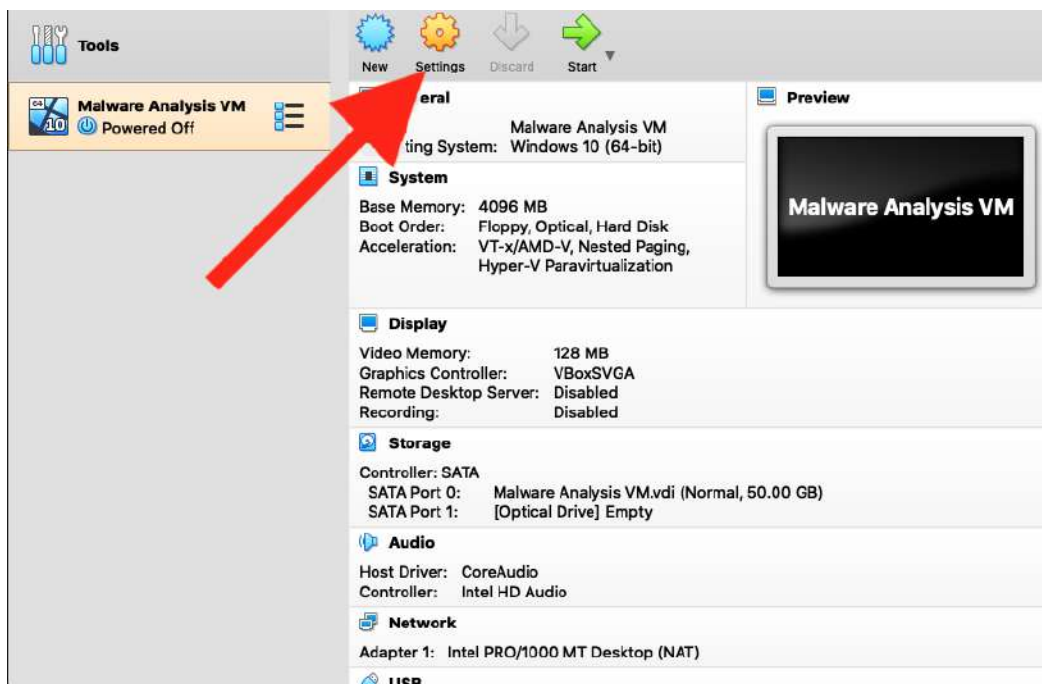 Tools
New Settings Discard Start
Malware Analysis VM
Powered Off
64
10
eral
Malware Analysis VM
ting System: Windows 10 (64-bit)
Preview
Malware Analysis VM
System
Base Memory: 4096 MB
Boot Order: Floppy, Optical, Hard Disk
Acceleration: VT-x/AMD-V, Nested Paging,
Hyper-V Paravirtualization
Display
Video Memory: 128 MB
Graphics Controller: VBoxSVGA
Remote Desktop Server: Disabled
Recording: Disabled
Storage
Controller: SATA
SATA Port 0: Malware Analysis VM.vdi (Normal, 50.00 GB)
SATA Port 1: [Optical Drive] Empty
Audio
Host Driver: CoreAudio
Controller: Intel HD Audio
Network
Adapter 1: Intel PRO/1000 MT Desktop (NAT)
USB